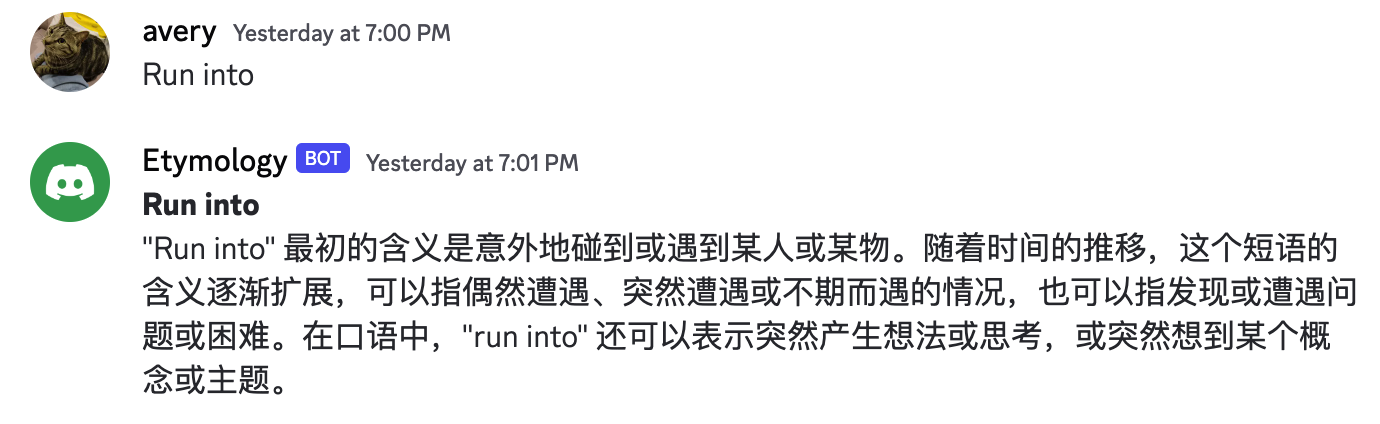 avery Yesterday at 7:00 PM
Run into
Etymology BOT Yesterday at 7:01 PM
Run into
"Run into" 最初的含义是意外地碰到或遇到某人或某物。随着时间的推移，这个短语的
含义逐渐扩展，可以指偶然遭遇、突然遭遇或不期而遇的情况，也可以指发现或遭遇问
题或困难。在口语中，"run into" 还可以表示突然产生想法或思考，或突然想到某个概
念或主题。